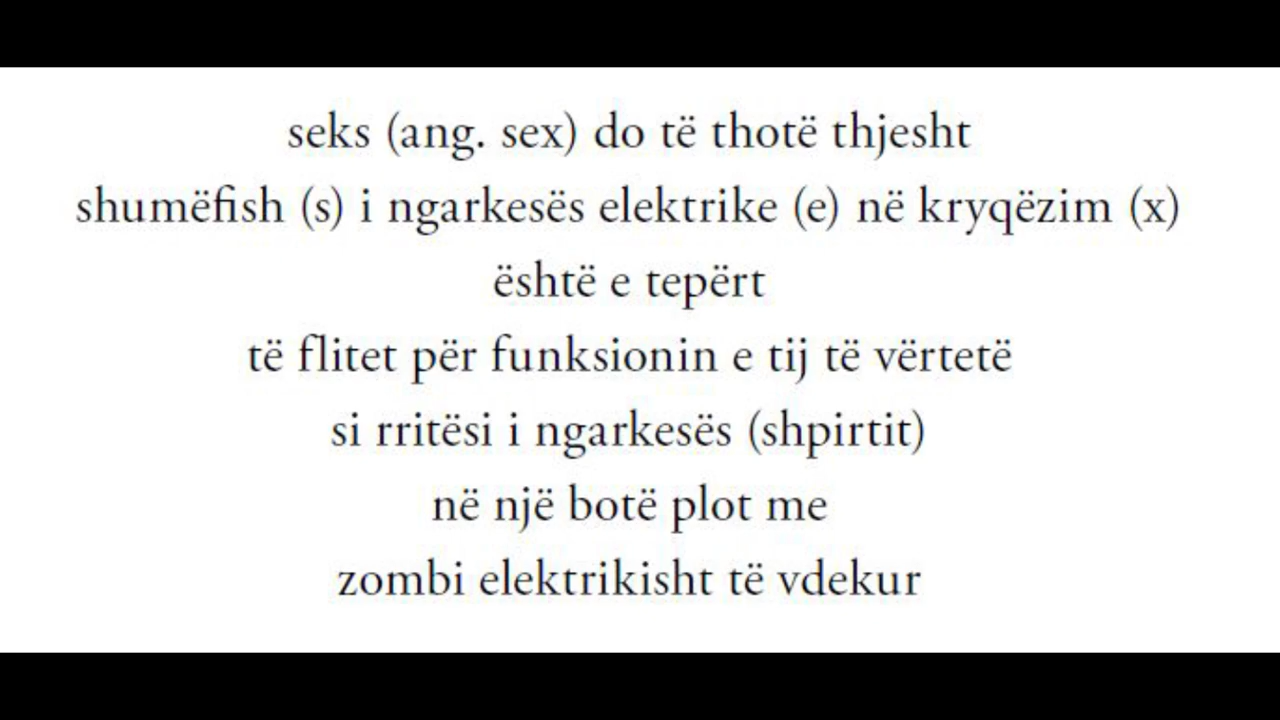 seks (ang. sex) do të thotë thjesht
shumëfish (s) i ngarkesës elektrike (e) në kryqëzim (x)
është e tepërt
të flitet për funksionin e tij të vërtetë
si rritësi i ngarkesës (shpirtit)
në një botë plot me
zombi elektrikisht të vdekur